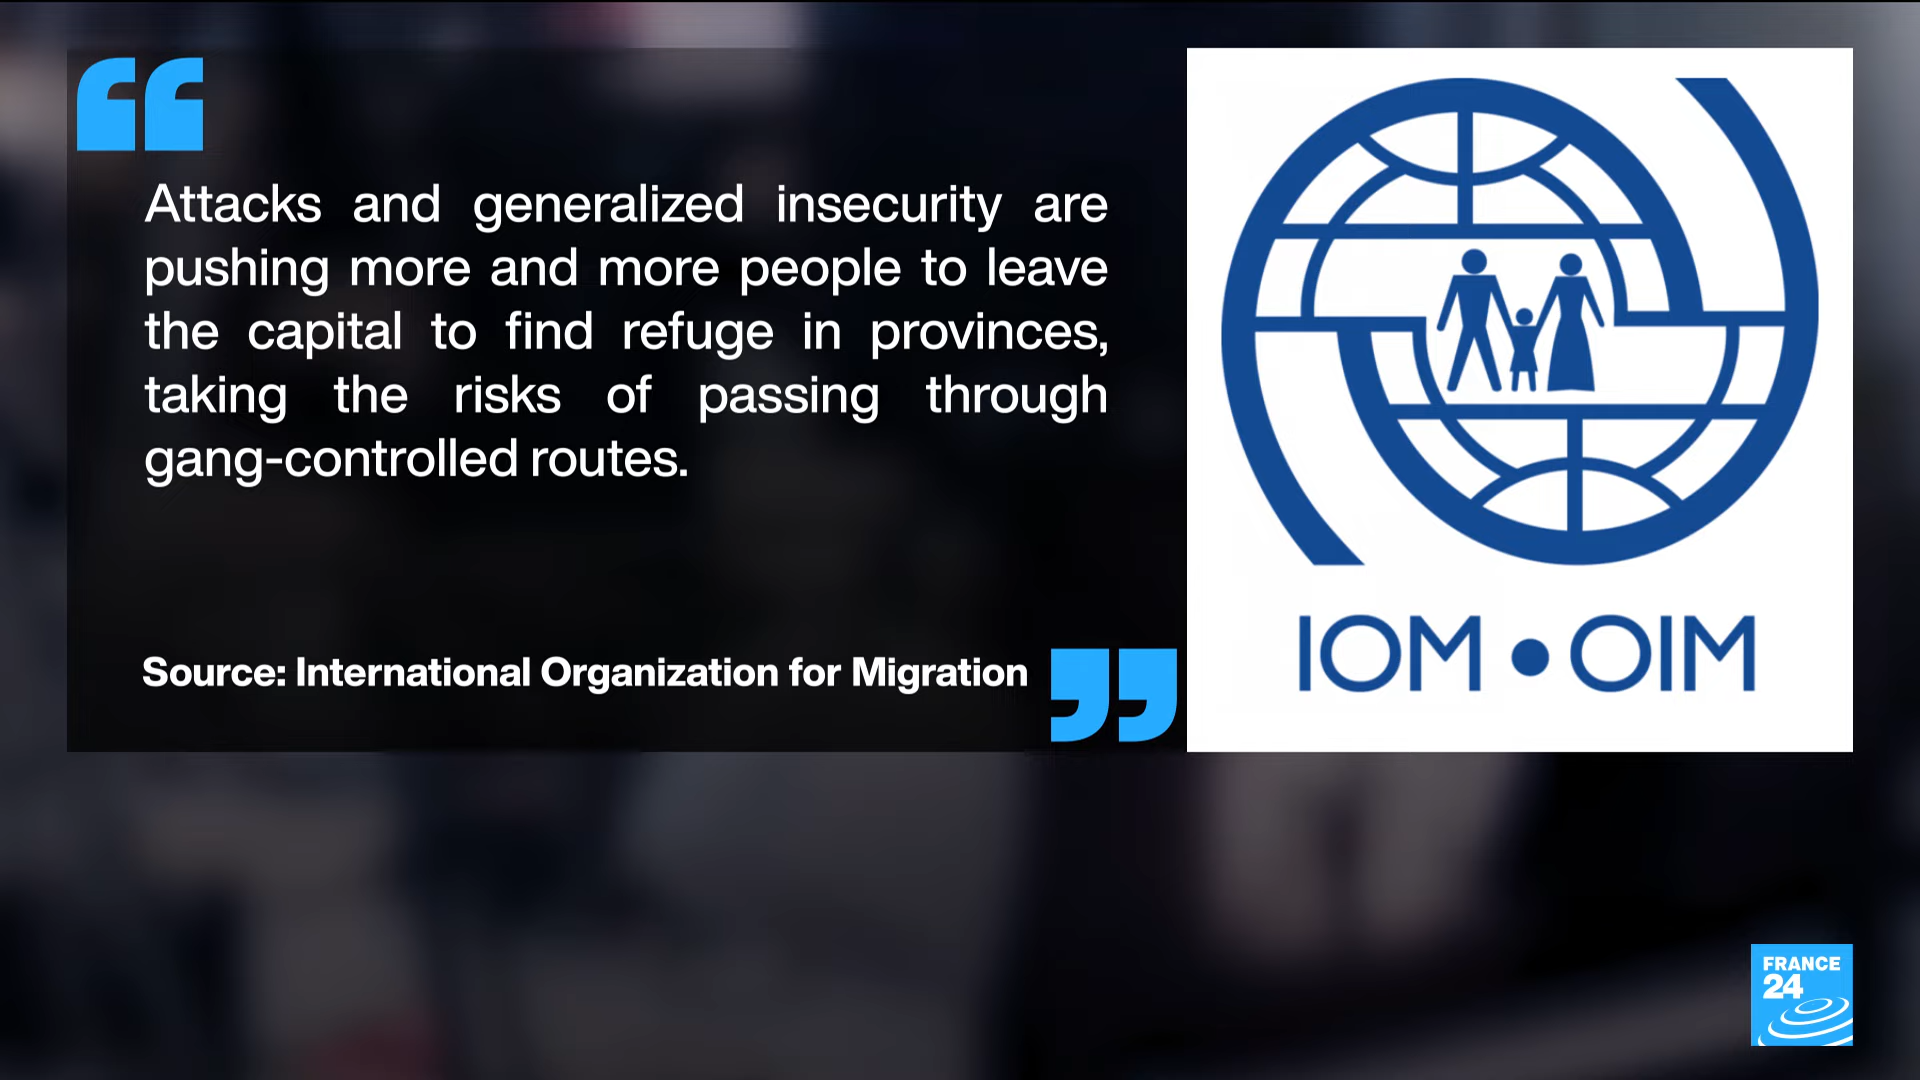 Attacks and generalized insecurity are
pushing more and more people to leave
the capital to find refuge in provinces,
taking the risks of passing through
gang-controlled routes.
Source: International Organization for Migration
IOM • OIM
FRANCE
24